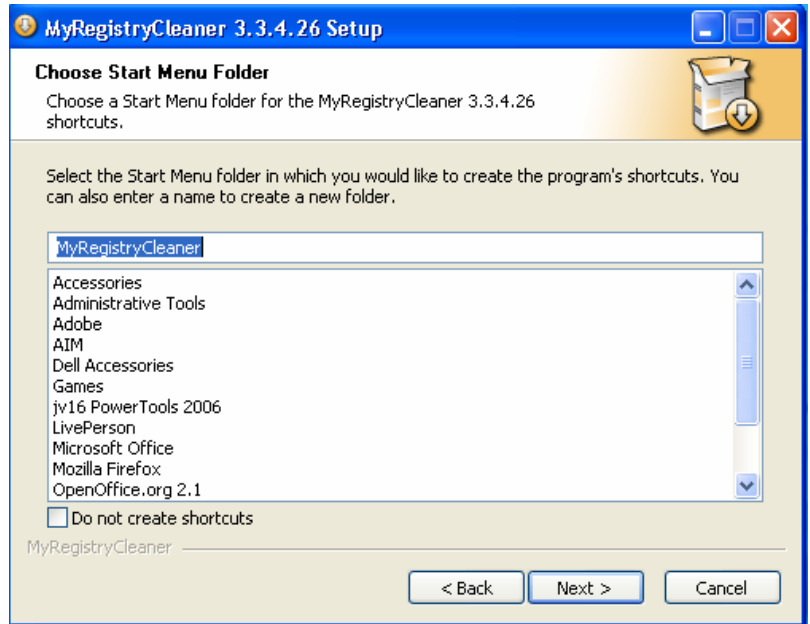 MyRegistryCleaner 3.3.4.26 Setup
Choose Start Menu Folder
Choose a Start Menu folder for the MyRegistryCleaner 3.3.4.26
shortcuts.
Select the Start Menu folder in which you would like to create the program's shortcuts. You
can also enter a name to create a new folder.
MyRegistryCleaner
Accessories
Administrative Tools
Adobe
AIM
Dell Accessories
Games
jv16 PowerTools 2006
LivePerson
Microsoft Office
Mozilla Firefox
OpenOffice.org 2.1
Do not create shortcuts
MyRegistryCleaner
< Back Next > Cancel